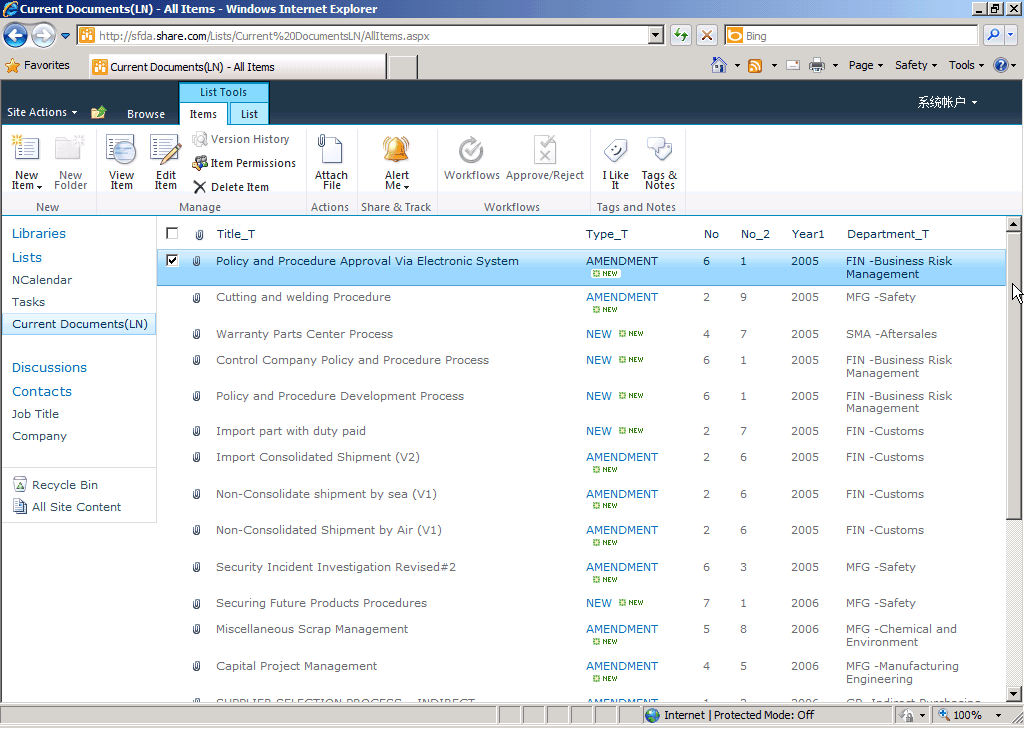 Current Documents(LN) - All Items - Windows Internet Explorer
http://sfda.share.com/Lists/Current%20DocumentsLN/AllItems.aspx
Bing
Favorites
Current Documents(LN) - All Items
Page
Safety
Tools
List Tools
系统帐户
Site Actions
Browse
Items
List
New Item
New Folder
View Item
Edit Item
Version History
Item Permissions
Delete Item
Attach File
Alert Me
Workflows
Approve/Reject
I Like It
Tags & Notes
New
Manage
Actions
Share & Track
Workflows
Tags and Notes
Libraries
Lists
NCalendar
Tasks
Current Documents(LN)
Discussions
Contacts
Job Title
Company
Recycle Bin
All Site Content
Title_T Type_T No No_2 Year1 Department_T
Policy and Procedure Approval Via Electronic System AMENDMENT 6 1 2005 FIN -Business Risk
NEW Management
Cutting and welding Procedure AMENDMENT 2 9 2005 MFG -Safety
NEW
Warranty Parts Center Process NEW NEW 4 7 2005 SMA -Aftersales
Control Company Policy and Procedure Process NEW NEW 6 1 2005 FIN -Business Risk
Management
Policy and Procedure Development Process NEW NEW 6 1 2005 FIN -Business Risk
Management
Import part with duty paid NEW NEW 2 7 2005 FIN -Customs
Import Consolidated Shipment (V2) AMENDMENT 2 6 2005 FIN -Customs
NEW
Non-Consolidate shipment by sea (V1) AMENDMENT 2 6 2005 FIN -Customs
NEW
Non-Consolidated Shipment by Air (V1) AMENDMENT 2 6 2005 FIN -Customs
NEW
Security Incident Investigation Revised#2 AMENDMENT 6 3 2005 MFG -Safety
NEW
Securing Future Products Procedures NEW NEW 7 1 2006 MFG -Safety
Miscellaneous Scrap Management AMENDMENT 5 8 2006 MFG -Chemical and
NEW Environment
Capital Project Management AMENDMENT 4 5 2006 MFG -Manufacturing
NEW Engineering
SUPPLIER SELECTION PROCESS - INDIRECT AMENDMENT 1 2 2006 GP -Indirect Purchasing
Internet | Protected Mode: Off
100%